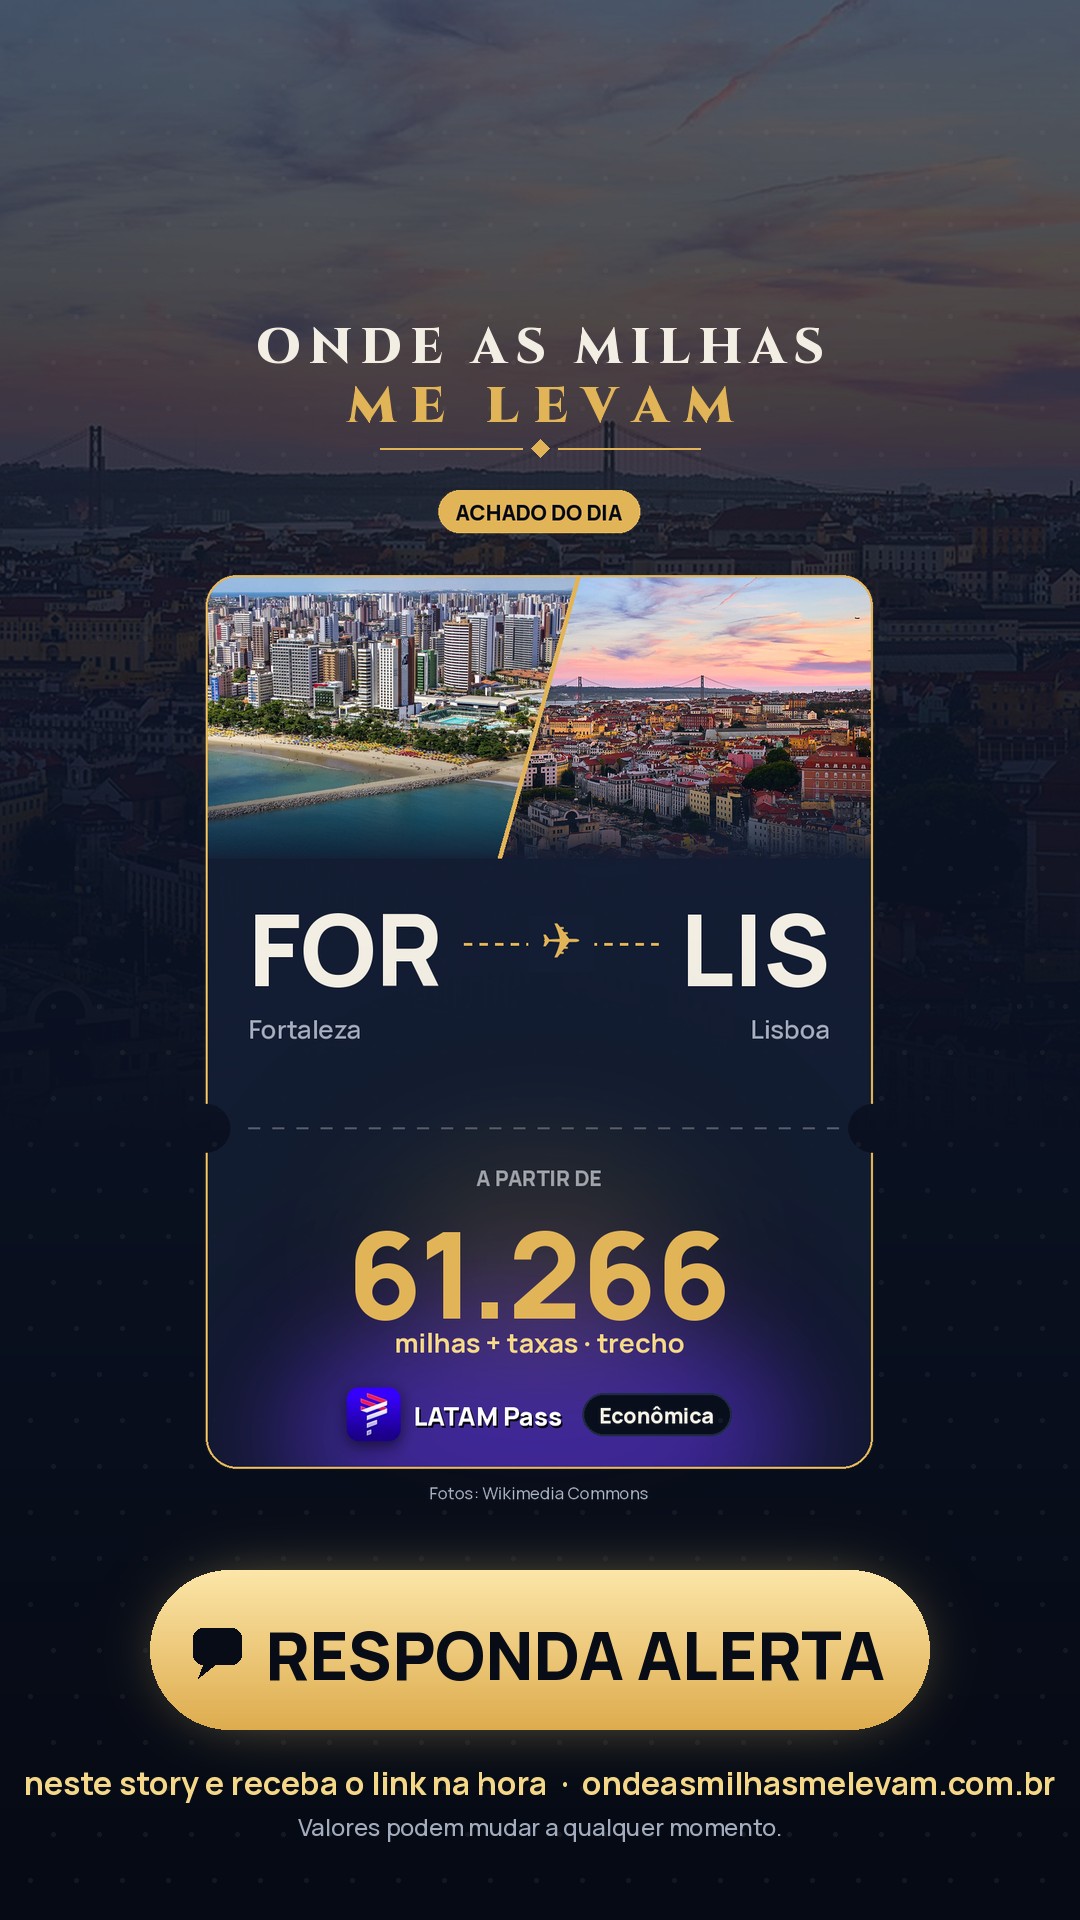 ONDE AS MILHAS
ME LEVAM
ACHADO DO DIA
FOR LIS
Fortaleza Lisboa
A PARTIR DE
61.266
milhas + taxas · trecho
LATAM Pass Econômica
Fotos: Wikimedia Commons
RESPONDA ALERTA
neste story e receba o link na hora · ondeasmilhasmelevam.com.br
Valores podem mudar a qualquer momento.